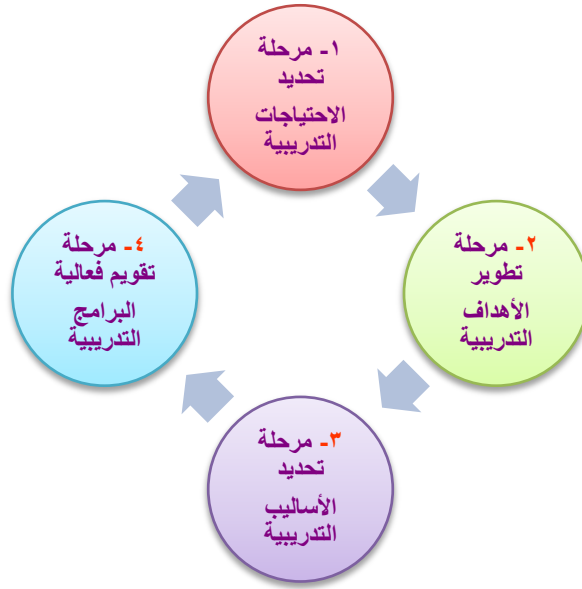 ١- مرحلة
تحديد
الاحتياجات
التدريبية
٢- مرحلة
تطوير
الأهداف
التدريبية
٣- مرحلة
تحديد
الأساليب
التدريبية
٤- مرحلة
تقويم فعالية
البرامج
التدريبية